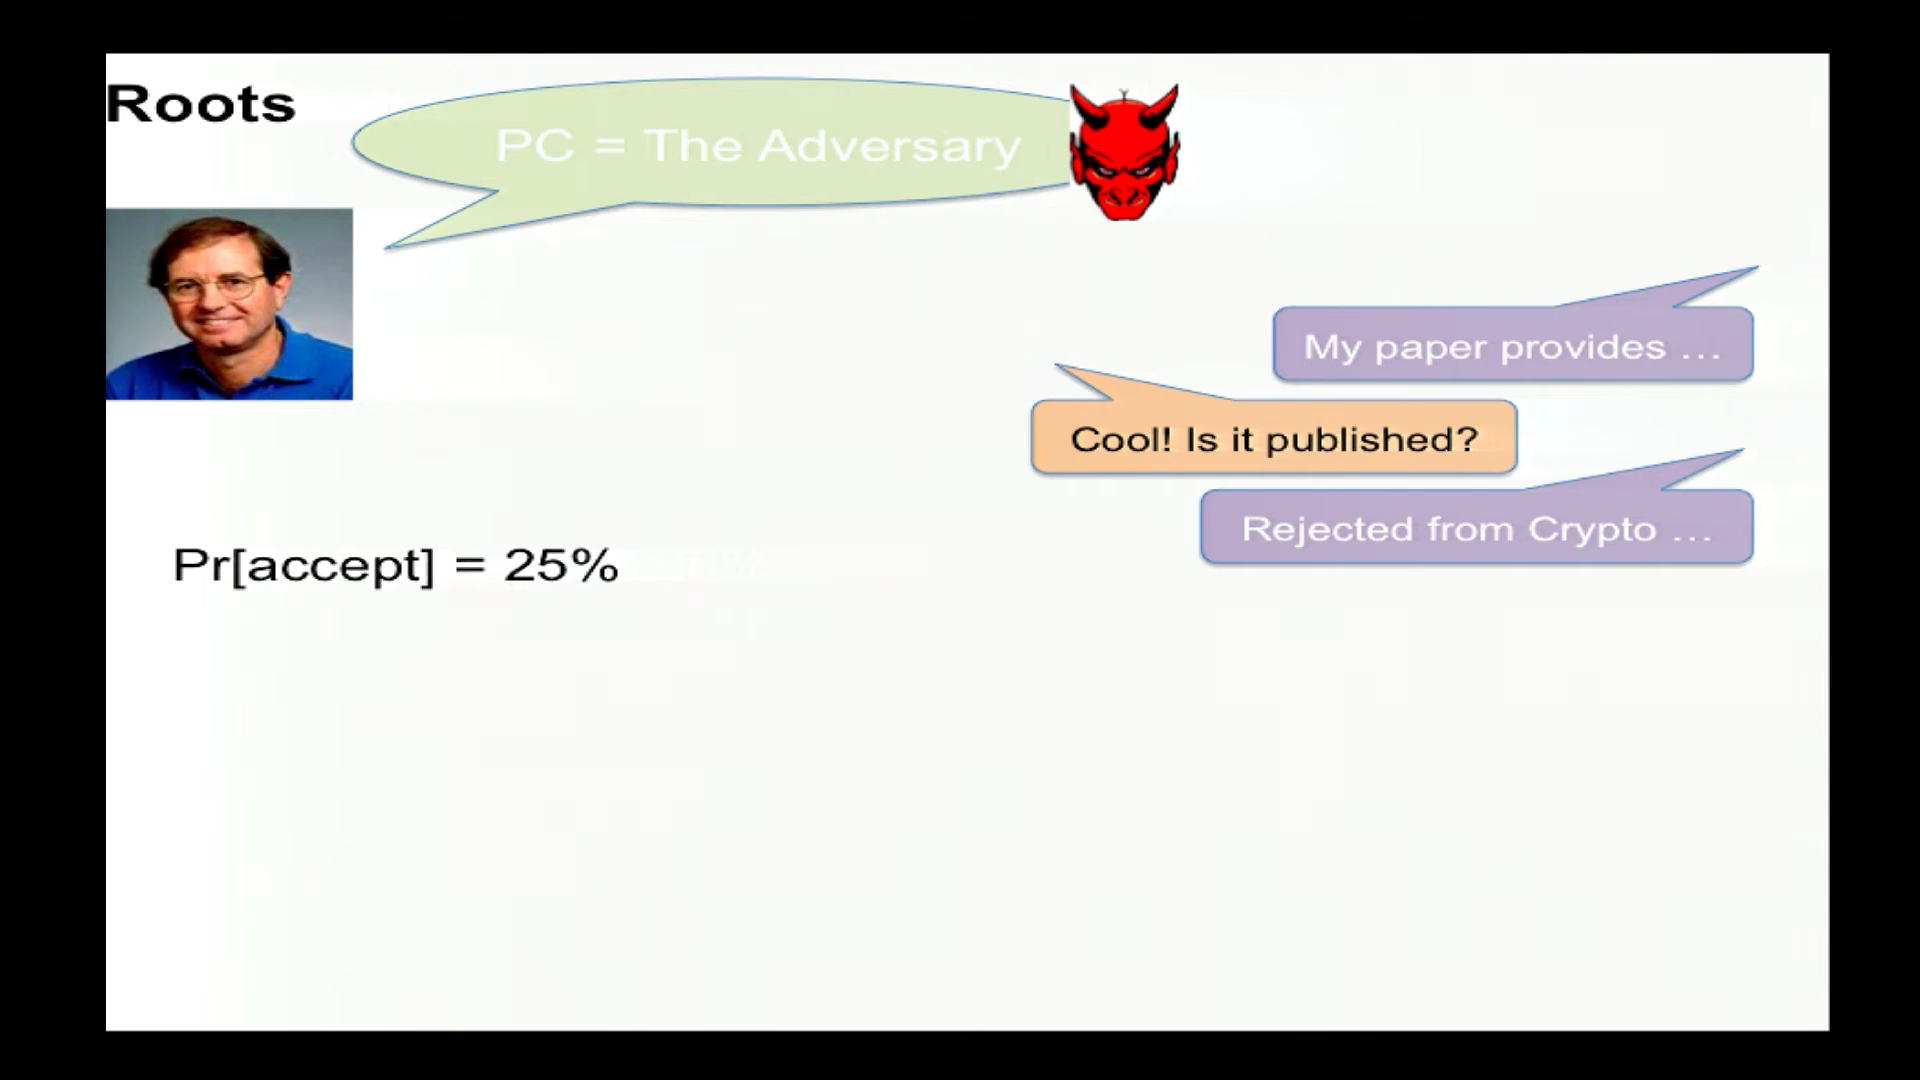 Roots
PC = The Adversary
My paper provides …
Cool! Is it published?
Rejected from Crypto …
Pr[accept] = 25%